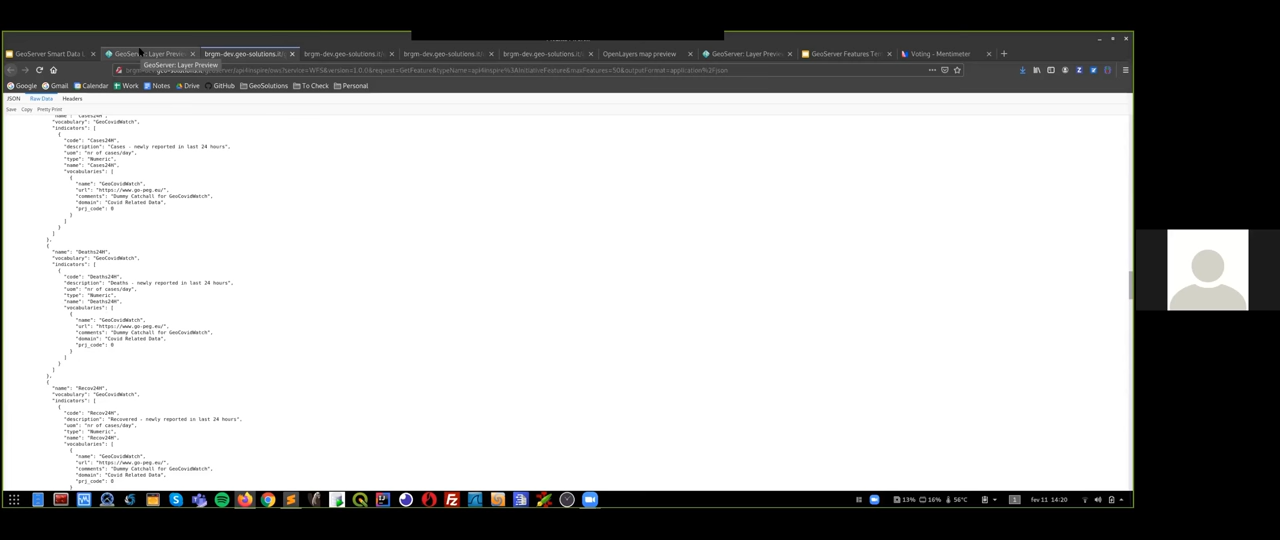 GeoServer Smart Data L
GeoServer: Layer Preview
brgm-dev.geo-solutions.it/
brgm-dev.geo-solutions.it/
brgm-dev.geo-solutions.it/
brgm-dev.geo-solutions.it/
OpenLayers map preview
GeoServer: Layer Preview
GeoServer Features Te
Voting - Mentimeter
GeoServer: Layer Preview
Google
Gmail
Calendar
Work
Notes
Drive
GitHub
GeoSolutions
To Check
Personal
JSON
Raw Data
Headers
Save Copy Pretty Print
"name": "Cases24H",
"vocabulary": "GeoCovidWatch",
"indicators": [
{
"code": "Cases24H",
"description": "Cases - newly reported in last 24 hours",
"uom": "nr of cases/day",
"type": "Numeric",
"name": "Cases24H",
"vocabularies": [
{
"name": "GeoCovidWatch",
"url": "https://www.go-peg.eu/",
"comments": "Dummy Catchall for GeoCovidWatch",
"domain": "Covid Related Data",
"prj_code": 0
}
]
}
]
},
{
"name": "Deaths24H",
"vocabulary": "GeoCovidWatch",
"indicators": [
{
"code": "Deaths24H",
"description": "Deaths - newly reported in last 24 hours",
"uom": "nr of cases/day",
"type": "Numeric",
"name": "Deaths24H",
"vocabularies": [
{
"name": "GeoCovidWatch",
"url": "https://www.go-peg.eu/",
"comments": "Dummy Catchall for GeoCovidWatch",
"domain": "Covid Related Data",
"prj_code": 0
}
]
}
]
},
{
"name": "Recov24H",
"vocabulary": "GeoCovidWatch",
"indicators": [
{
"code": "Recov24H",
"description": "Recovered - newly reported in last 24 hours",
"uom": "nr of cases/day",
"type": "Numeric",
"name": "Recov24H",
"vocabularies": [
{
"name": "GeoCovidWatch",
"url": "https://www.go-peg.eu/",
"comments": "Dummy Catchall for GeoCovidWatch",
"domain": "Covid Related Data",
"prj_code": 0
}
13%
16%
56°C
1
fev 11 14:20